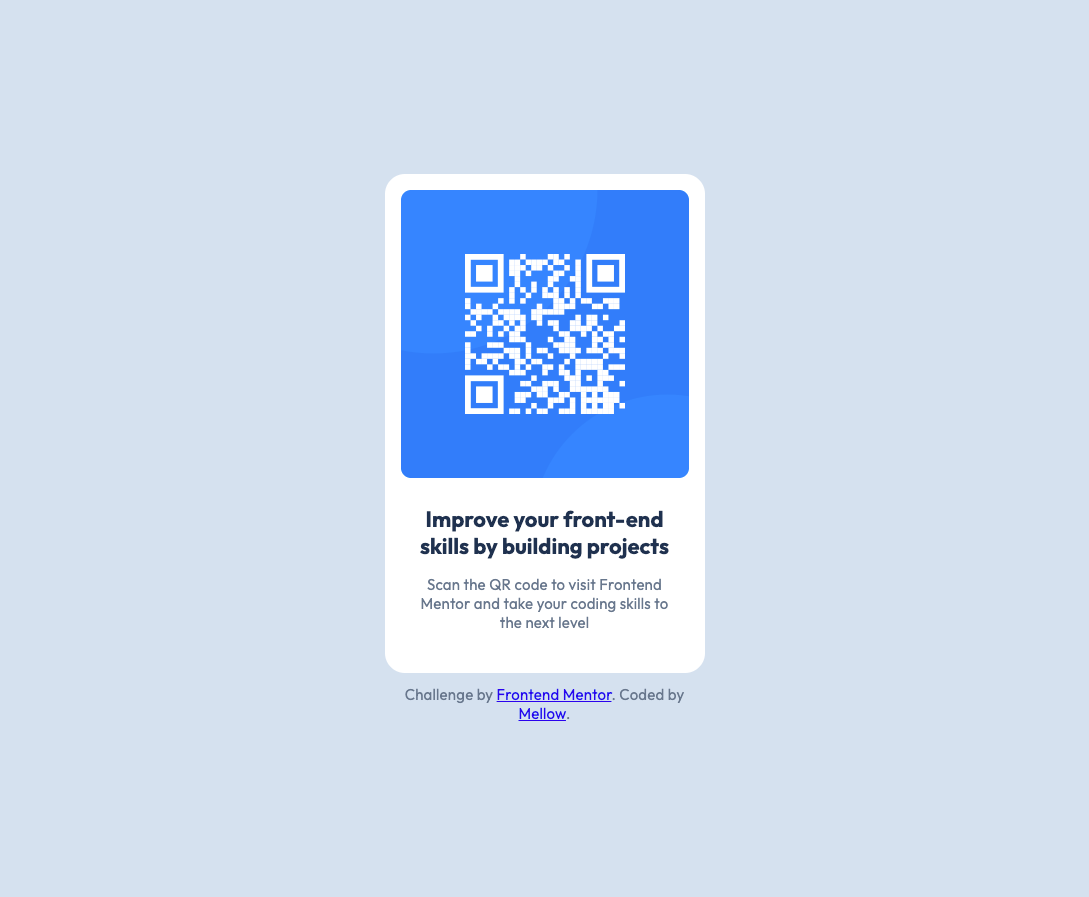 Improve your front-end
skills by building projects
Scan the QR code to visit Frontend
Mentor and take your coding skills to
the next level
Challenge by Frontend Mentor. Coded by
Mellow.